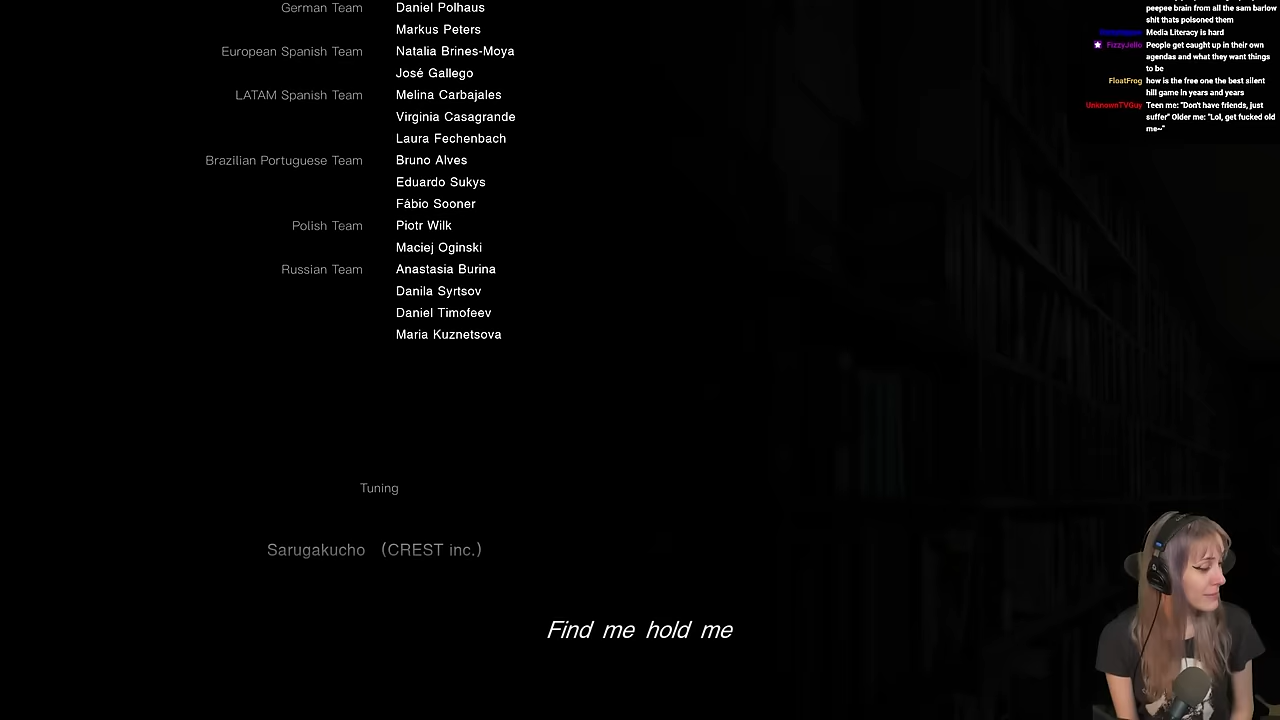 German Team Daniel Polhaus
Markus Peters
European Spanish Team Natalia Brines-Moya
José Gallego
LATAM Spanish Team Melina Carbajales
Virginia Casagrande
Laura Fechenbach
Brazilian Portuguese Team Bruno Alves
Eduardo Sukys
Fábio Sooner
Polish Team Piotr Wilk
Maciej Oginski
Russian Team Anastasia Burina
Danila Syrtsov
Daniel Timofeev
Maria Kuznetsova
Tuning
Sarugakucho (CREST inc.)
Find me hold me
peepee brain from all the sam barlow
shit thats poisoned them
Media Literacy is hard
FizzyJello People get caught up in their own
agendas and what they want things
to be
FloatFrog how is the free one the best silent
hill game in years and years
UnknownTVGuy Teen me: "Don't have friends, just
suffer" Older me: "Lol, get fucked old
me~"